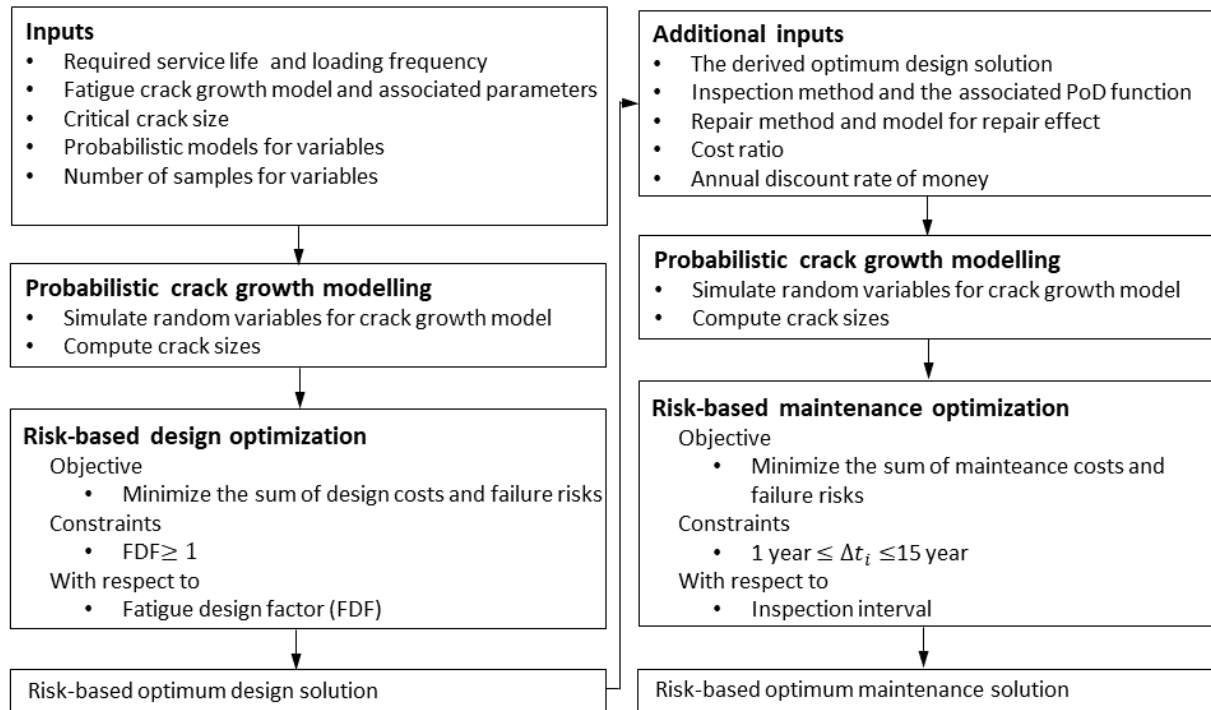 Inputs
• Required service life and loading frequency
• Fatigue crack growth model and associated parameters
• Critical crack size
• Probabilistic models for variables
• Number of samples for variables
Probabilistic crack growth modelling
• Simulate random variables for crack growth model
• Compute crack sizes
Risk-based design optimization
Objective
• Minimize the sum of design costs and failure risks
Constraints
• FDF≥ 1
With respect to
• Fatigue design factor (FDF)
Risk-based optimum design solution
Additional inputs
• The derived optimum design solution
• Inspection method and the associated PoD function
• Repair method and model for repair effect
• Cost ratio
• Annual discount rate of money
Probabilistic crack growth modelling
• Simulate random variables for crack growth model
• Compute crack sizes
Risk-based maintenance optimization
Objective
• Minimize the sum of mainteance costs and
failure risks
Constraints
• 1 year ≤ Δtᵢ ≤15 year
With respect to
• Inspection interval
Risk-based optimum maintenance solution